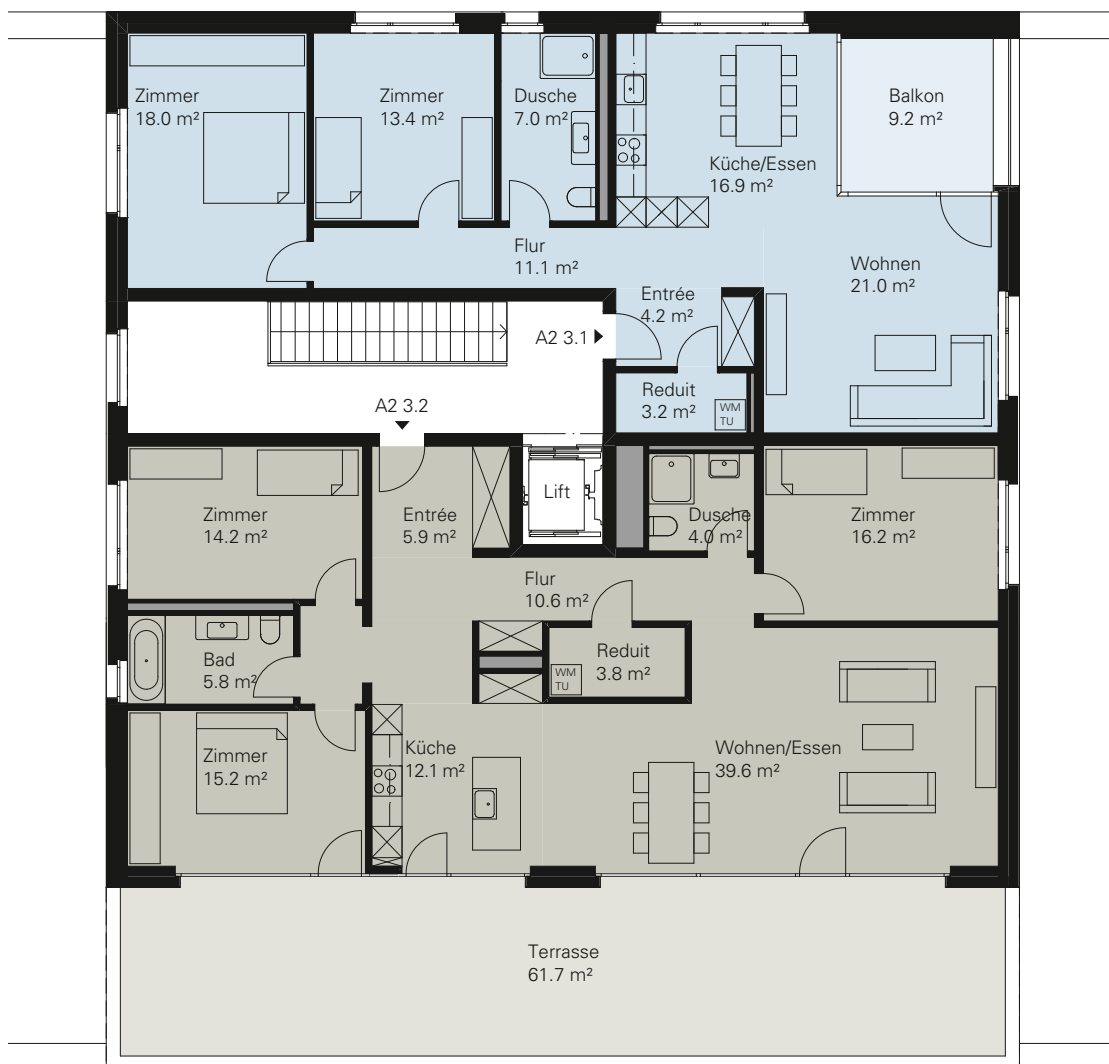 Zimmer
18.0 m²
Zimmer
13.4 m²
Dusche
7.0 m²
Küche/Essen
16.9 m²
Balkon
9.2 m²
Flur
11.1 m²
Wohnen
21.0 m²
Entrée
4.2 m²
A2 3.1
Reduit
3.2 m²
WM
TU
A2 3.2
Lift
Zimmer
14.2 m²
Entrée
5.9 m²
Dusche
4.0 m²
Zimmer
16.2 m²
Flur
10.6 m²
Bad
5.8 m²
Reduit
3.8 m²
WM
TU
Zimmer
15.2 m²
Küche
12.1 m²
Wohnen/Essen
39.6 m²
Terrasse
61.7 m²